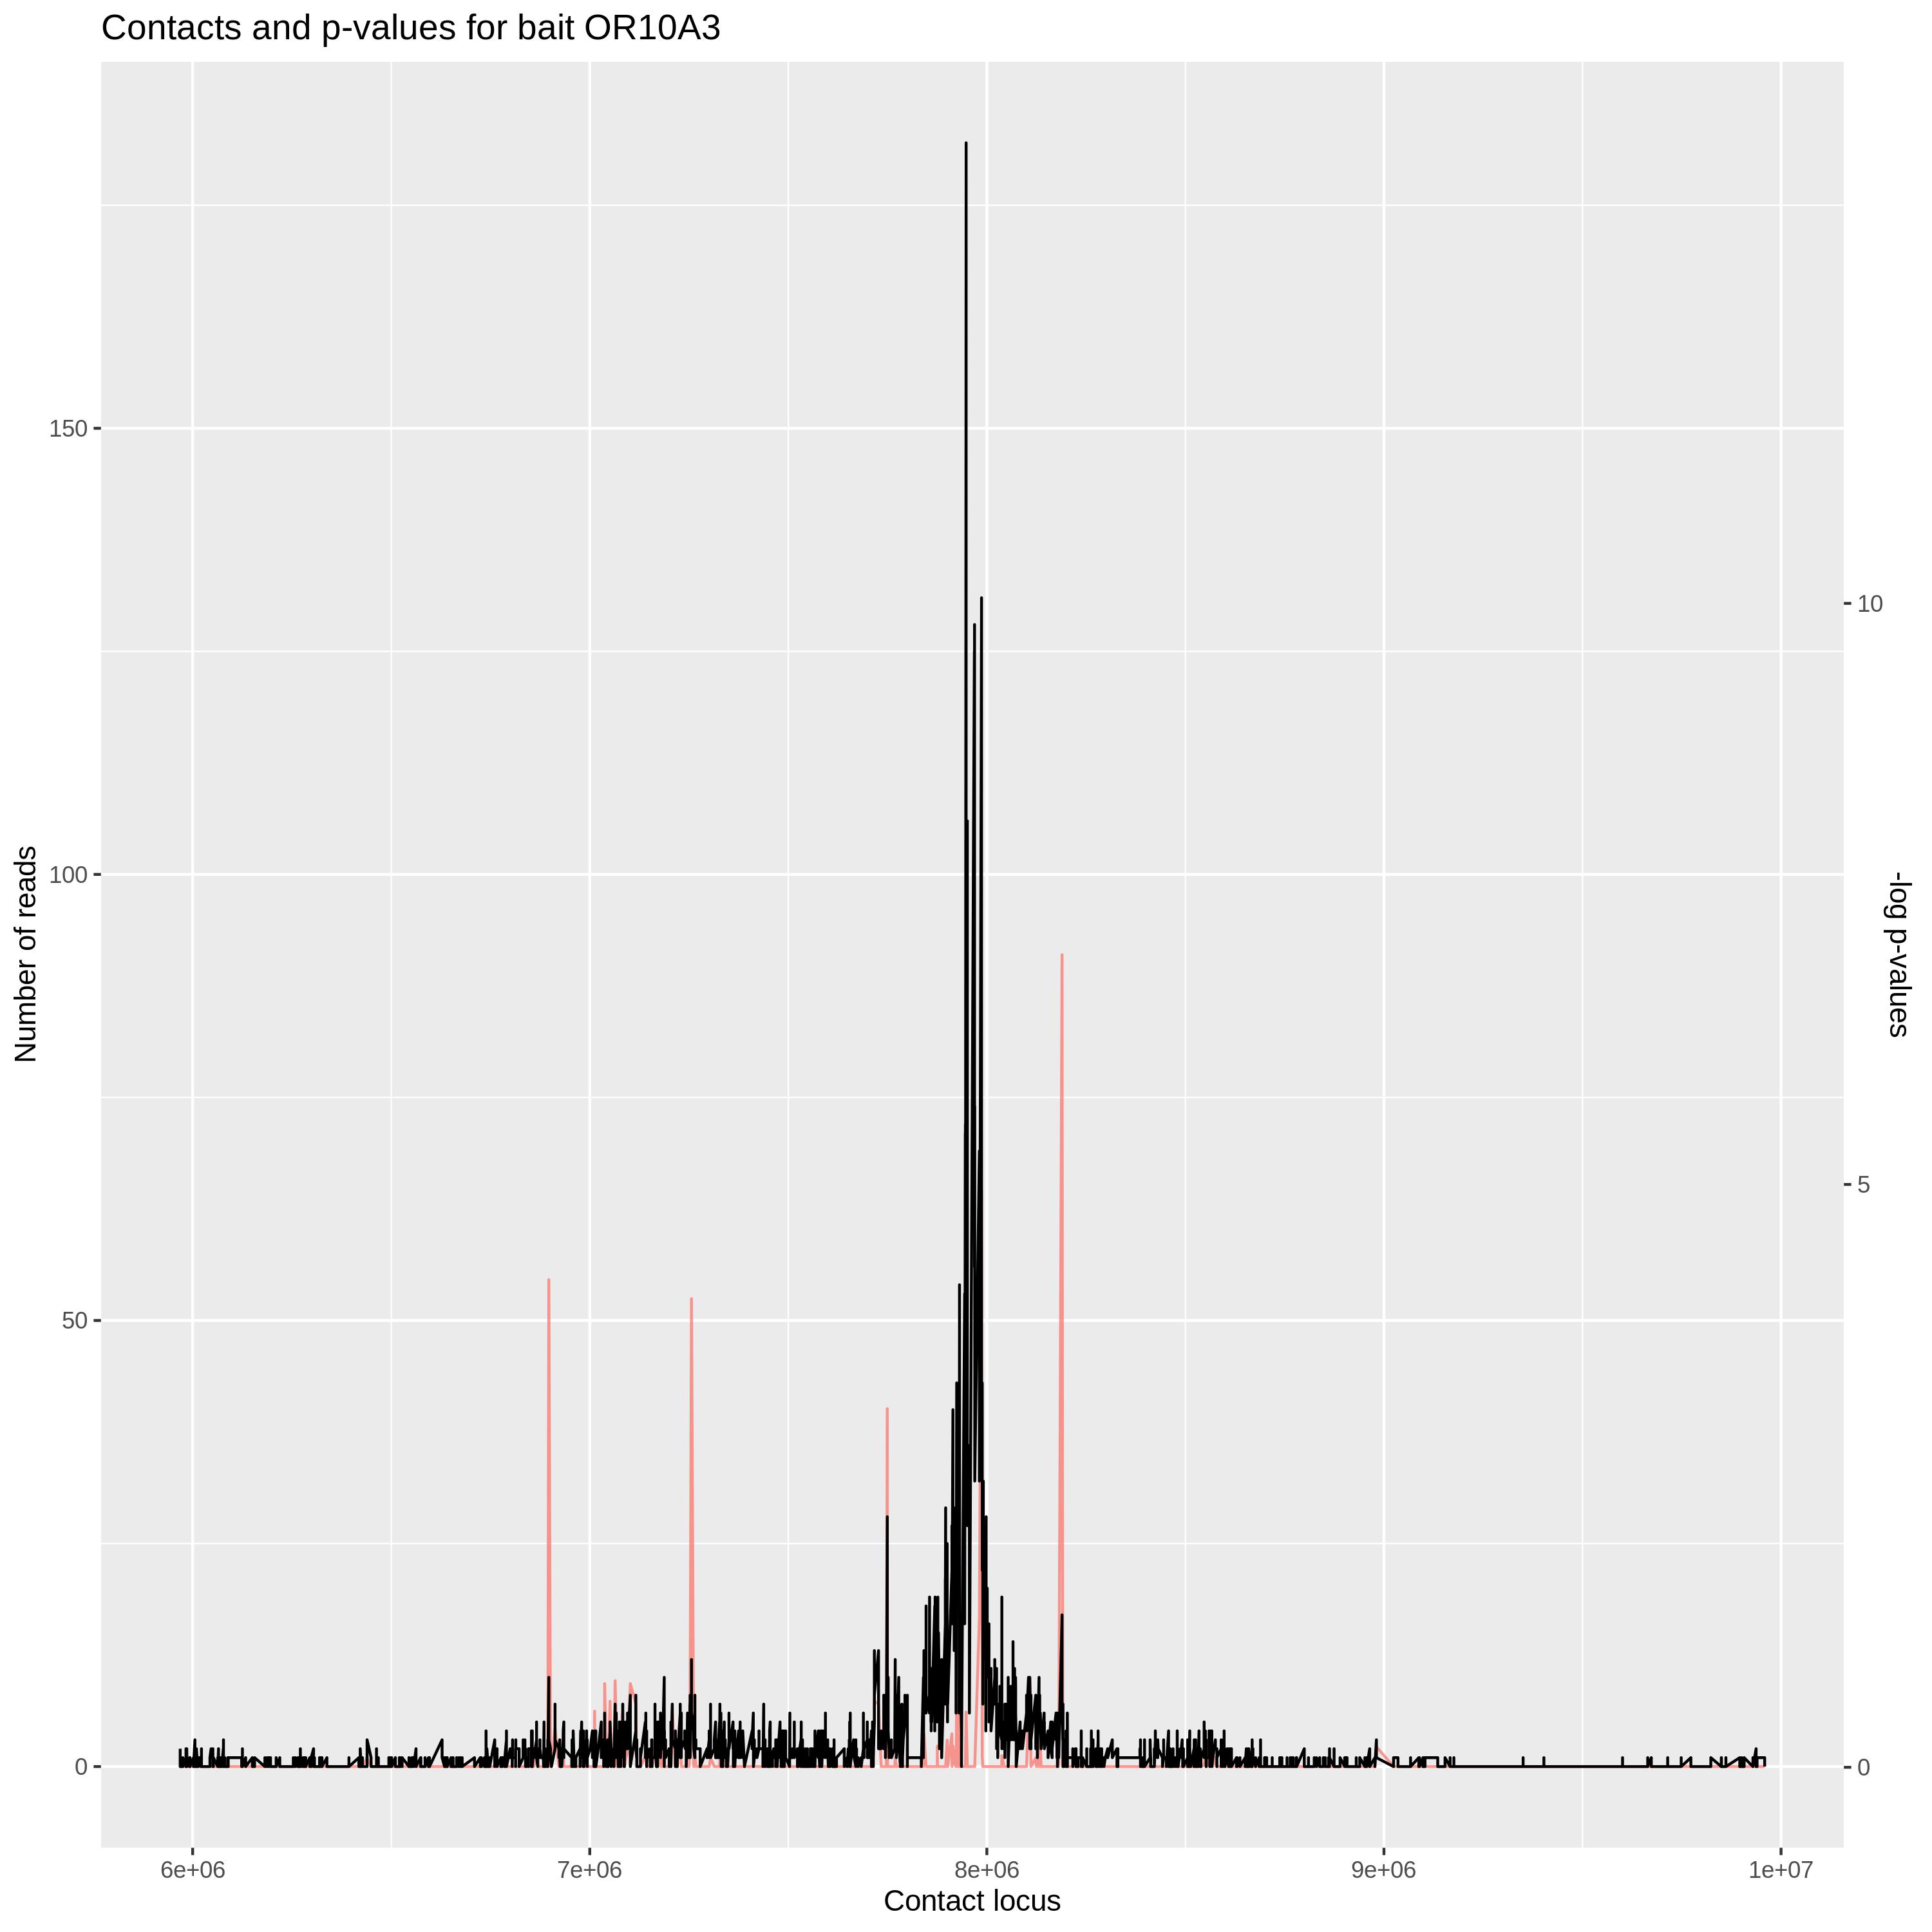 Contacts and p-values for bait OR10A3
Number of reads
150
100
50
0
10
5
0
-log p-values
6e+06
7e+06
8e+06
9e+06
1e+07
Contact locus